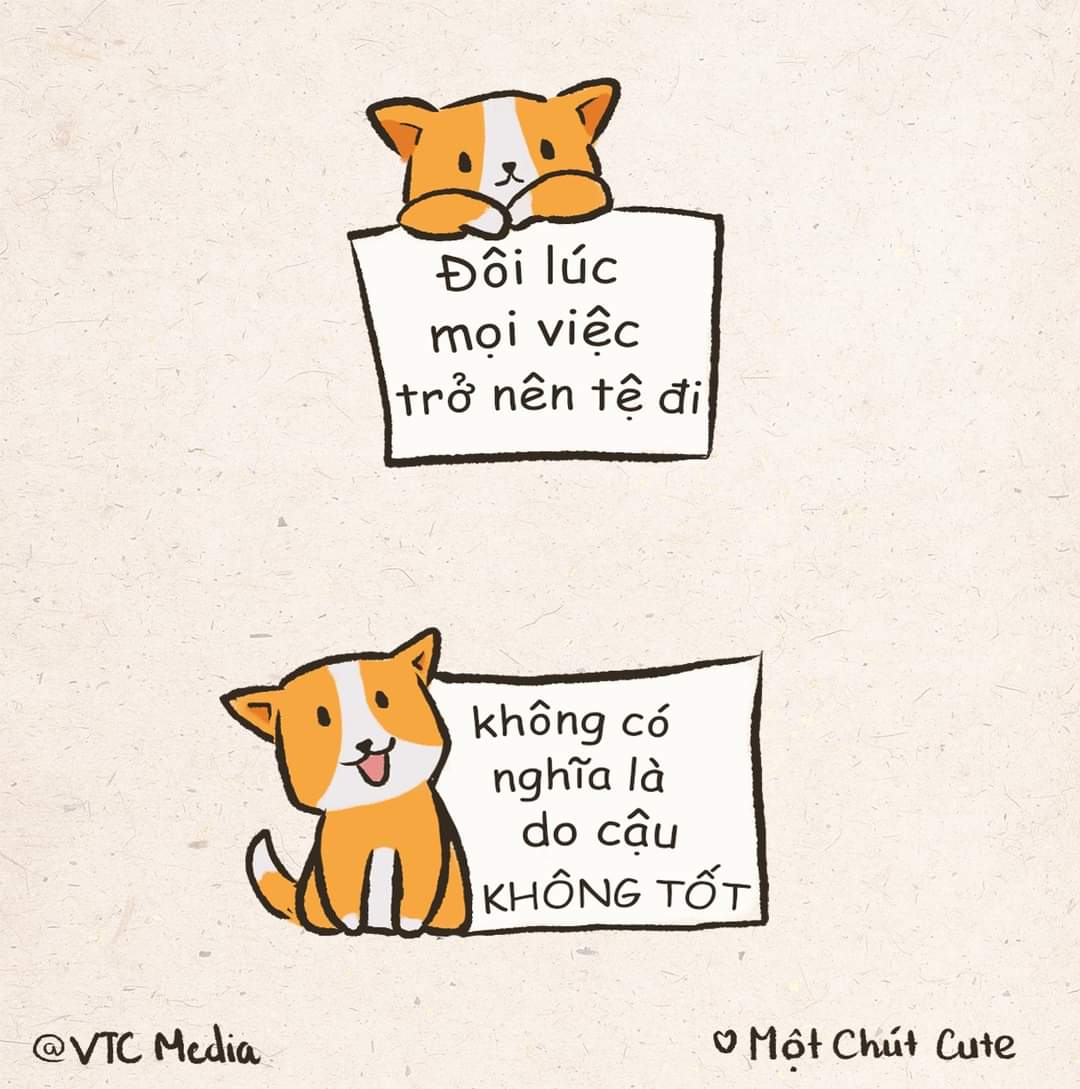 Đôi lúc
mọi việc
trở nên tệ đi
không có
nghĩa là
do cậu
KHÔNG TỐT
@VTC Media
♡ Một Chút Cute